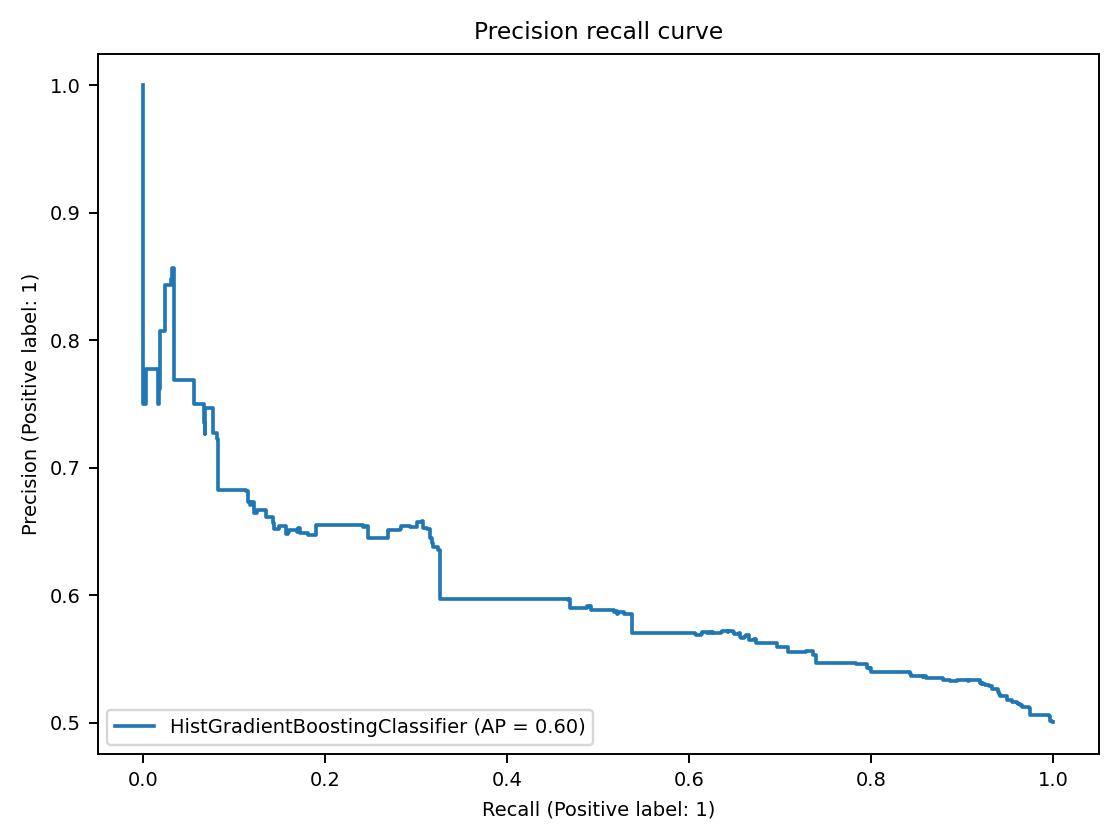 Precision recall curve
1.0
0.9
0.8
0.7
0.6
0.5
Precision (Positive label: 1)
HistGradientBoostingClassifier (AP = 0.60)
0.0 0.2 0.4 0.6 0.8 1.0
Recall (Positive label: 1)